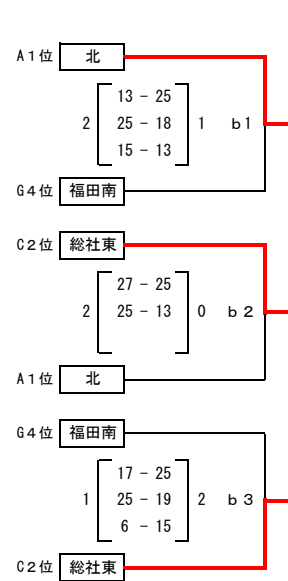 A1位 北
13 - 25
2 25 - 18 1 b1
15 - 13
G4位 福田南
C2位 総社東
27 - 25
2 25 - 13 0 b2
A1位 北
G4位 福田南
17 - 25
1 25 - 19 2 b3
6 - 15
C2位 総社東